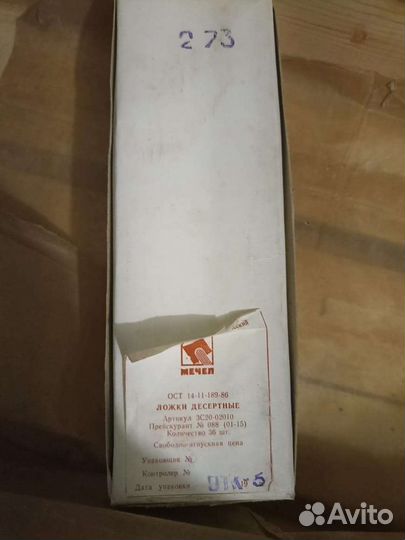 273
МЕЧЕЛ
ОСТ 14-11-189-86
ЛОЖКИ ДЕСЕРТНЫЕ
Артикул ЗС20-02010
Прейскурант № 088 (01-15)
Количество 36 шт.
Свободно-отпускная цена
Упаковщик №
Контролер №
Дата упаковки
Avito